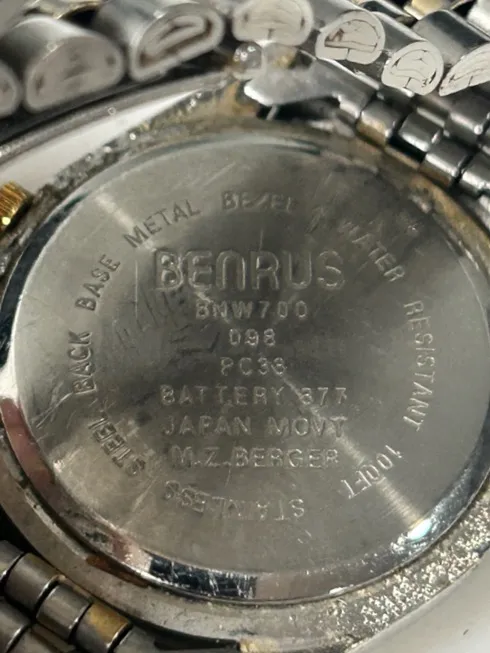 BENRUS
BNW700
098
PC33
BATTERY 377
JAPAN MOVT
M.Z.BERGER
STAINLESS STEEL BACK BASE METAL BEZEL WATER RESISTANT 100FT